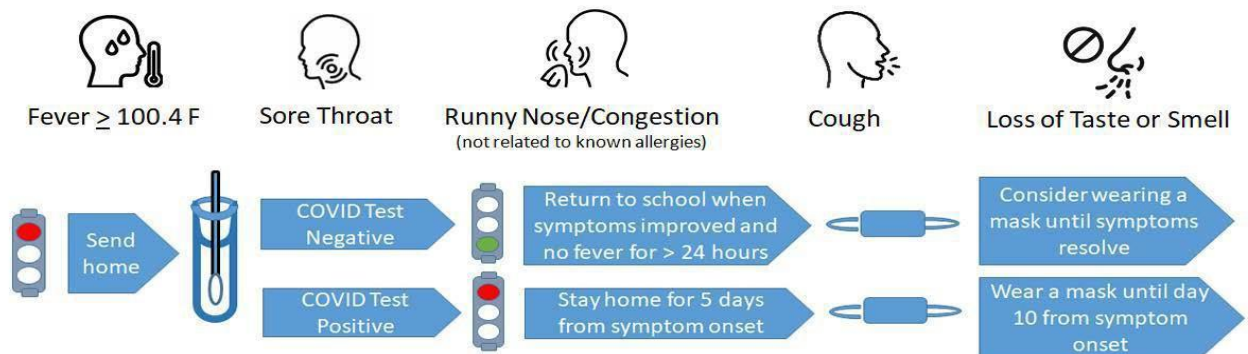 Fever ≥ 100.4 F
Sore Throat
Runny Nose/Congestion
(not related to known allergies)
Cough
Loss of Taste or Smell
Send
home
COVID Test
Negative
Return to school when
symptoms improved and
no fever for > 24 hours
Consider wearing a
mask until symptoms
resolve
COVID Test
Positive
Stay home for 5 days
from symptom onset
Wear a mask until day
10 from symptom
onset